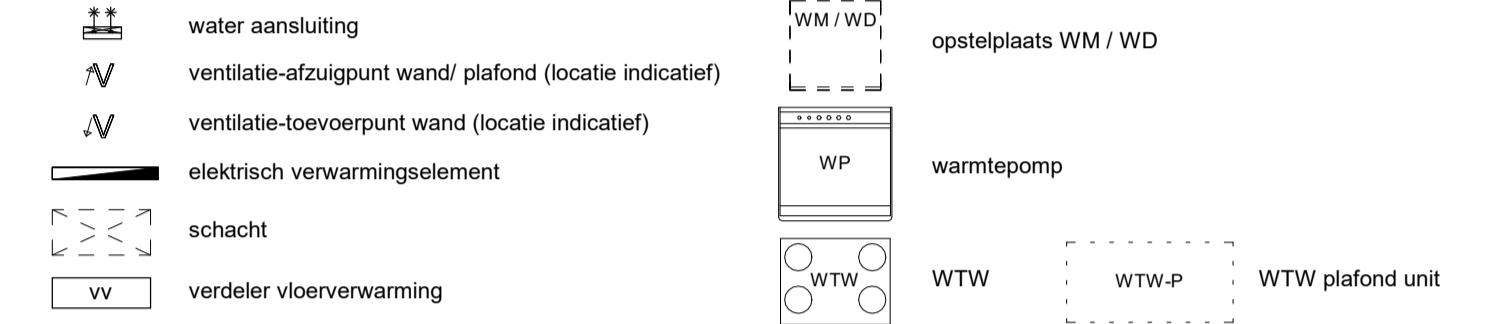 water aansluiting
ventilatie-afzuigpunt wand/ plafond (locatie indicatief)
ventilatie-toevoerpunt wand (locatie indicatief)
elektrisch verwarmingselement
schacht
VV verdeler vloerverwarming
WM / WD opstelplaats WM / WD
WP warmtepomp
WTW WTW WTW-P WTW plafond unit